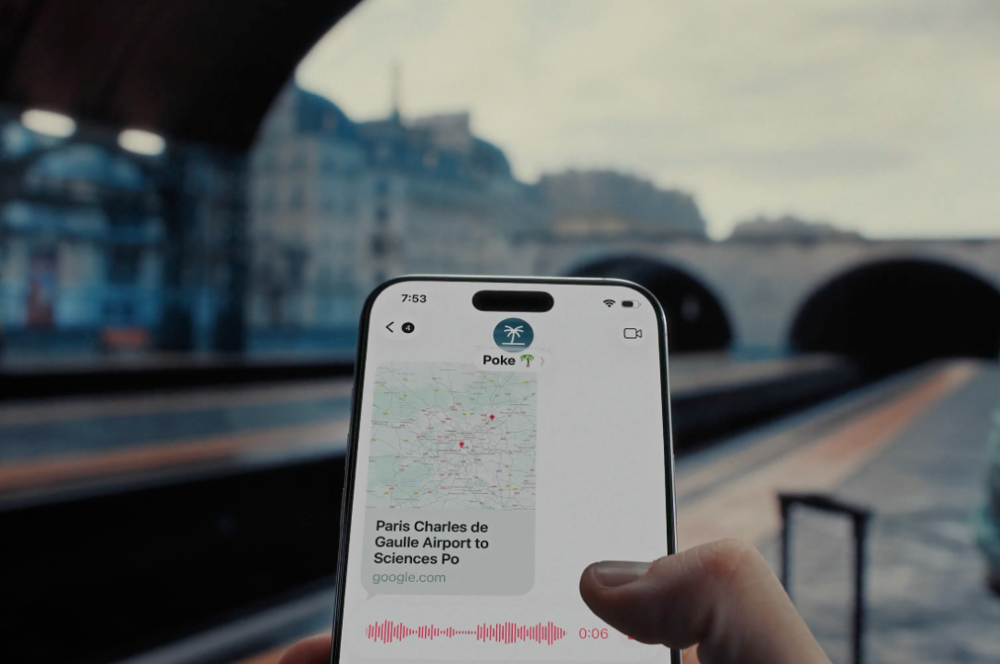 7:53
4
Poke 🌴
Paris Charles de
Gaulle Airport to
Sciences Po
google.com
0:06